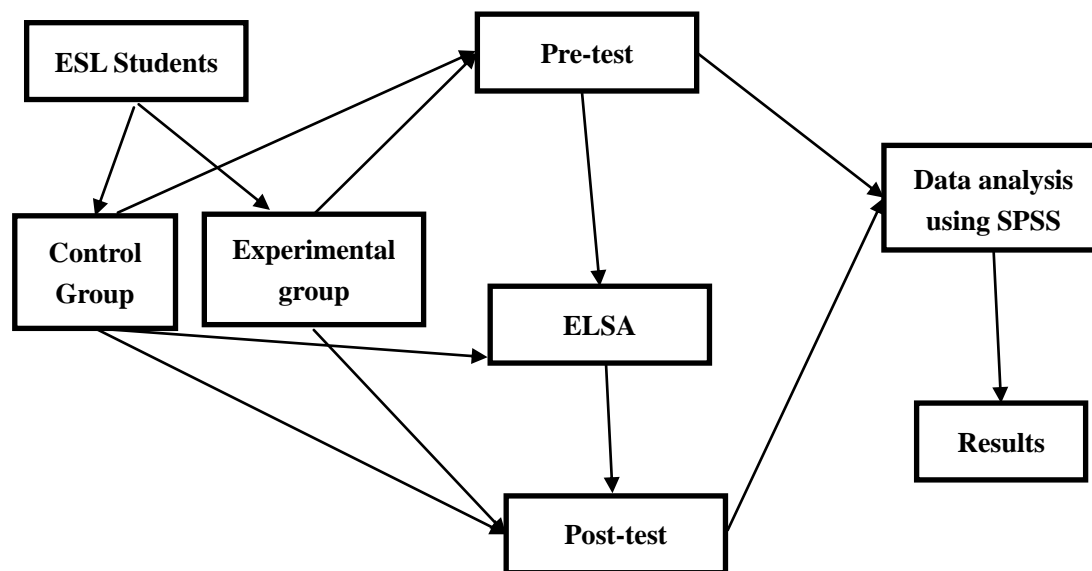 ESL Students
Pre-test
Data analysis
using SPSS
Control
Group
Experimental
group
ELSA
Results
Post-test